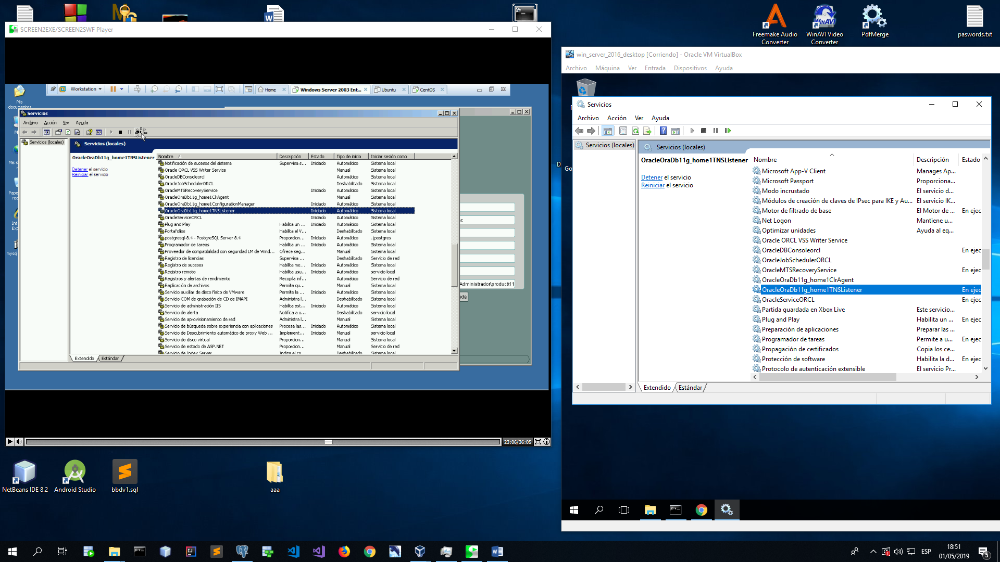 SCREEN2EXE/SCREEN2SWF Player
Mis
documentos
Workstation
Home
Windows Server 2003 Ent...
Ubuntu
CentOS
Servicios
Archivo Acción Ver Ayuda
Servicios (locales)
Servicios (locales)
OracleOraDb11g_home1TNSListener
Detener el servicio
Reiniciar el servicio
Nombre Descripción Estado Tipo de inicio Iniciar sesión como
Notificación de sucesos del sistema Supervisa s... Iniciado Automático Sistema local
Oracle ORCL VSS Writer Service Manual Sistema local
OracleDBConsoleorcl Automático Sistema local
OracleJobSchedulerORCL Deshabilitado Sistema local
OracleMTSRecoveryService Iniciado Automático Sistema local
OracleOraDb11g_home1ClrAgent Manual Sistema local
OracleOraDb11g_home1ConfigurationManager Iniciado Automático Sistema local
OracleOraDb11g_home1TNSListener Iniciado Automático Sistema local
OracleServiceORCL Iniciado Automático Sistema local
Plug and Play Habilita un ... Iniciado Automático Sistema local
Portafolios Habilita el V... Deshabilitado Sistema local
postgresql-8.4 - PostgreSQL Server 8.4 Proporcion... Iniciado Automático .\postgres
Programador de tareas Habilita un ... Iniciado Automático Sistema local
Proveedor de compatibilidad con seguridad LM de Wind... Ofrece seg... Manual Sistema local
Registro de licencias Supervisa ... Deshabilitado Servicio de red
Registro de sucesos Habilita me... Iniciado Automático Sistema local
Registro remoto Habilita usu... Iniciado Automático servicio local
Registros y alertas de rendimiento Recopila inf... Automático Servicio de red
Replicación de archivos Permite qu... Manual Sistema local
Servicio auxiliar de disco físico de VMware Permite la ... Iniciado Automático Sistema local
Servicio COM de grabación de CD de IMAPI Administra l... Deshabilitado Sistema local
Servicio de administración IIS Habilita est... Iniciado Automático Sistema local
Servicio de alerta Notifica a u... Deshabilitado servicio local
Servicio de aprovisionamiento de red Administra l... Manual Sistema local
Servicio de búsqueda sobre experiencia con aplicaciones Procesa las... Iniciado Automático Sistema local
Servicio de Descubrimiento automático de proxy Web ... Implement... Iniciado Manual servicio local
Servicio de disco virtual Proporcion... Manual Sistema local
Servicio de estado de ASP.NET Proporcion... Manual Servicio de red
Servicio de Index Server Indiza el co... Deshabilitado Sistema local
Extendido Estándar
Administrador\product\11
uda
23:06/36:05
NetBeans IDE 8.2
Android Studio
bbdv1.sql
aaa
Freemake Audio
Converter
WinAVI Video
Converter
PdfMerge
paswords.txt
win_server_2016_desktop [Corriendo] - Oracle VM VirtualBox
Archivo Máquina Ver Entrada Dispositivos Ayuda
Servicios
Archivo Acción Ver Ayuda
Servicios (locales)
Servicios (locales)
OracleOraDb11g_home1TNSListener
Detener el servicio
Reiniciar el servicio
Nombre Descripción Estado
Microsoft App-V Client Manages Ap...
Microsoft Passport Proporciona...
Modo incrustado El servicio d...
Módulos de creación de claves de IPsec para IKE y Au... El servicio IK...
Motor de filtrado de base El Motor de ... En ejec
Net Logon Mantiene u...
Optimizar unidades Ayuda al eq...
Oracle ORCL VSS Writer Service
OracleDBConsoleorcl En ejec
OracleJobSchedulerORCL
OracleMTSRecoveryService En ejec
OracleOraDb11g_home1ClrAgent
OracleOraDb11g_home1TNSListener En ejec
OracleServiceORCL En ejec
Partida guardada en Xbox Live Este servicio...
Plug and Play Habilita un ... En ejec
Preparación de aplicaciones Preparar las ...
Programador de tareas Permite a u... En ejec
Propagación de certificados Copia los ce...
Protección de software Habilita la d... En ejec
Protocolo de autenticación extensible El servicio Pr...
Extendido Estándar
ESP
18:51
01/05/2019
5